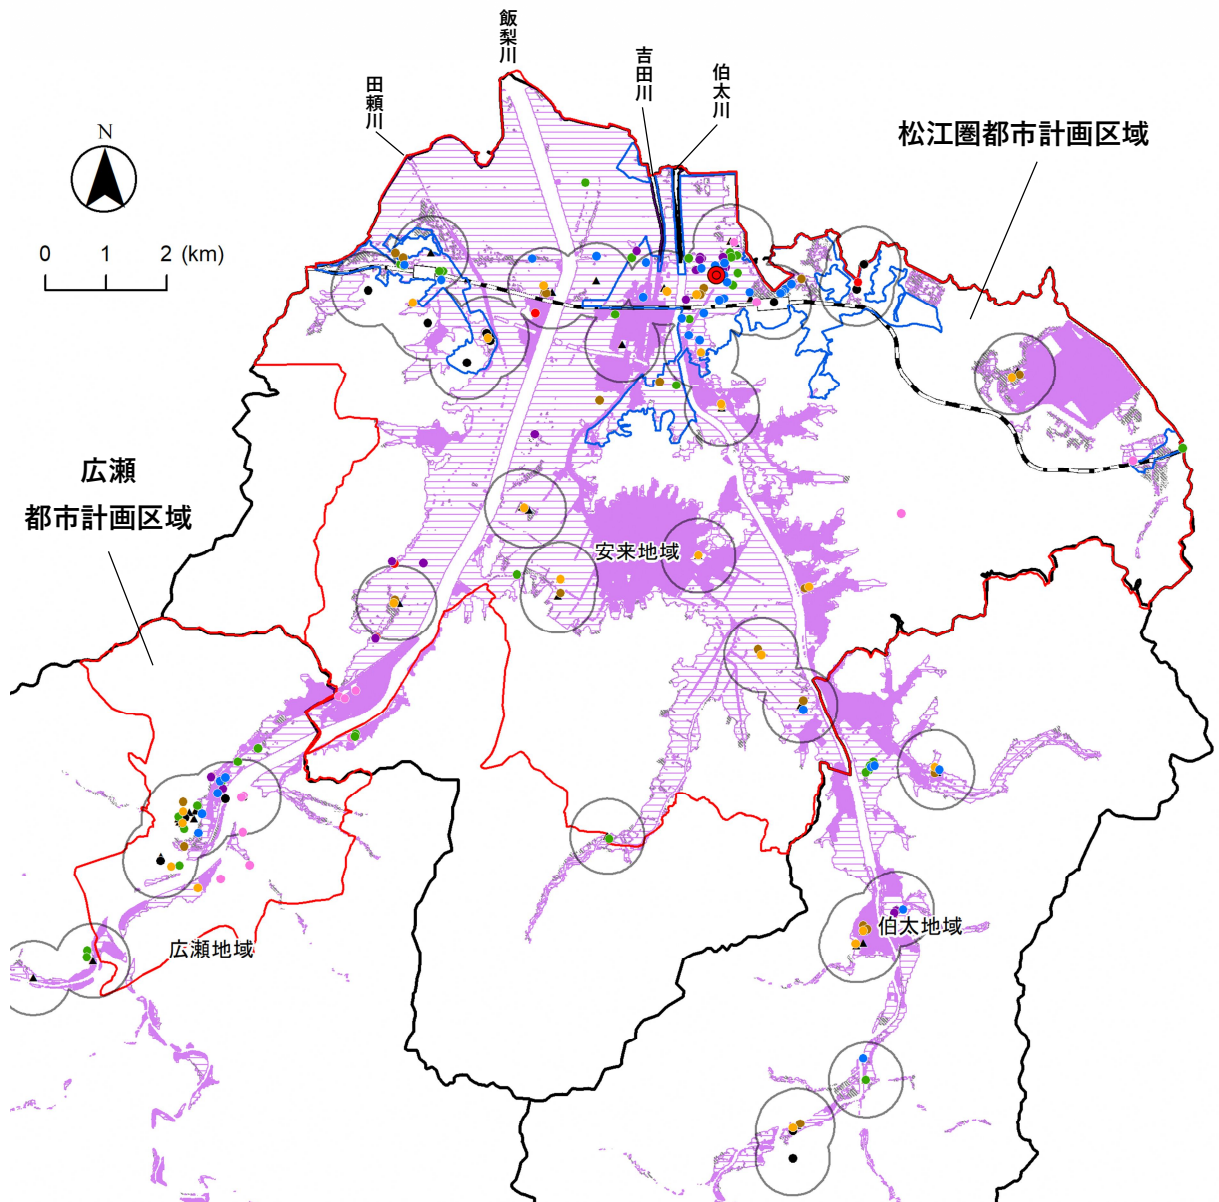 飯梨川
吉田川
伯太川
田頼川
松江圏都市計画区域
N
0 1 2 (km)
広瀬
都市計画区域
安来地域
伯太地域
広瀬地域